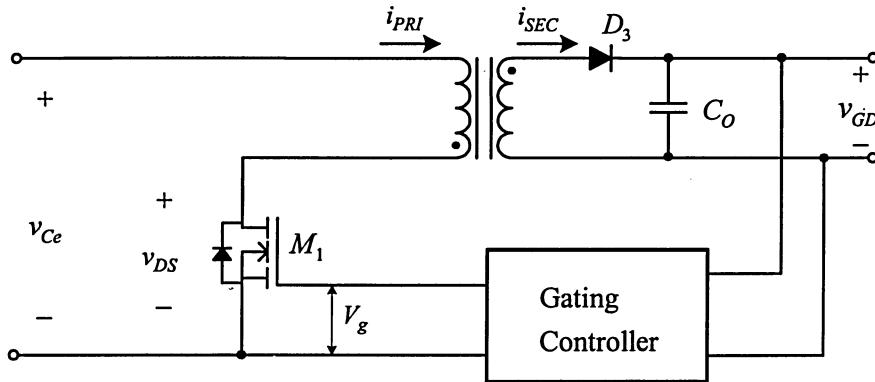 i_PRI
i_SEC
D_3
+
+
C_O
v_GD
−
+
v_Ce
v_DS
M_1
−
−
V_g
Gating
Controller